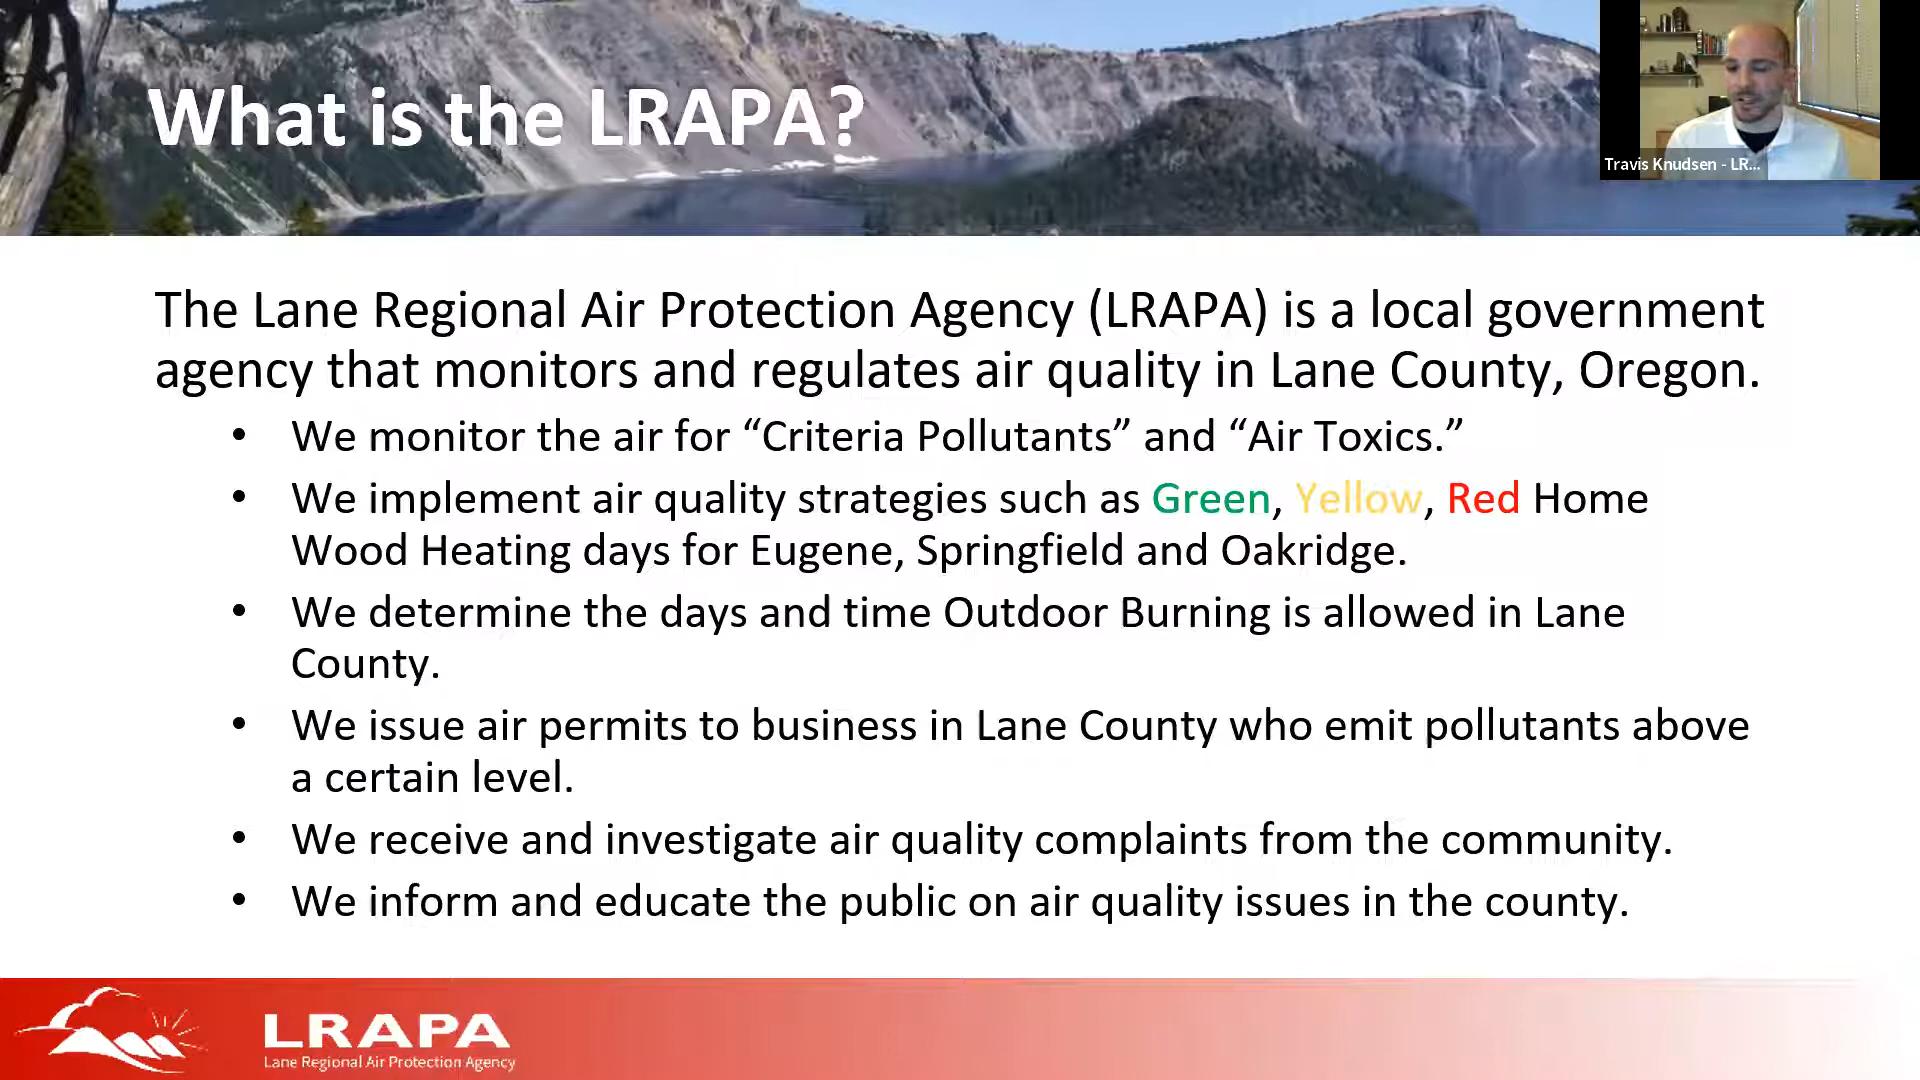 What is the LRAPA?
Travis Knudsen - LR...
The Lane Regional Air Protection Agency (LRAPA) is a local government
agency that monitors and regulates air quality in Lane County, Oregon.
• We monitor the air for “Criteria Pollutants” and “Air Toxics.”
• We implement air quality strategies such as Green, Yellow, Red Home
Wood Heating days for Eugene, Springfield and Oakridge.
• We determine the days and time Outdoor Burning is allowed in Lane
County.
• We issue air permits to business in Lane County who emit pollutants above
a certain level.
• We receive and investigate air quality complaints from the community.
• We inform and educate the public on air quality issues in the county.
LRAPA
Lane Regional Air Protection Agency